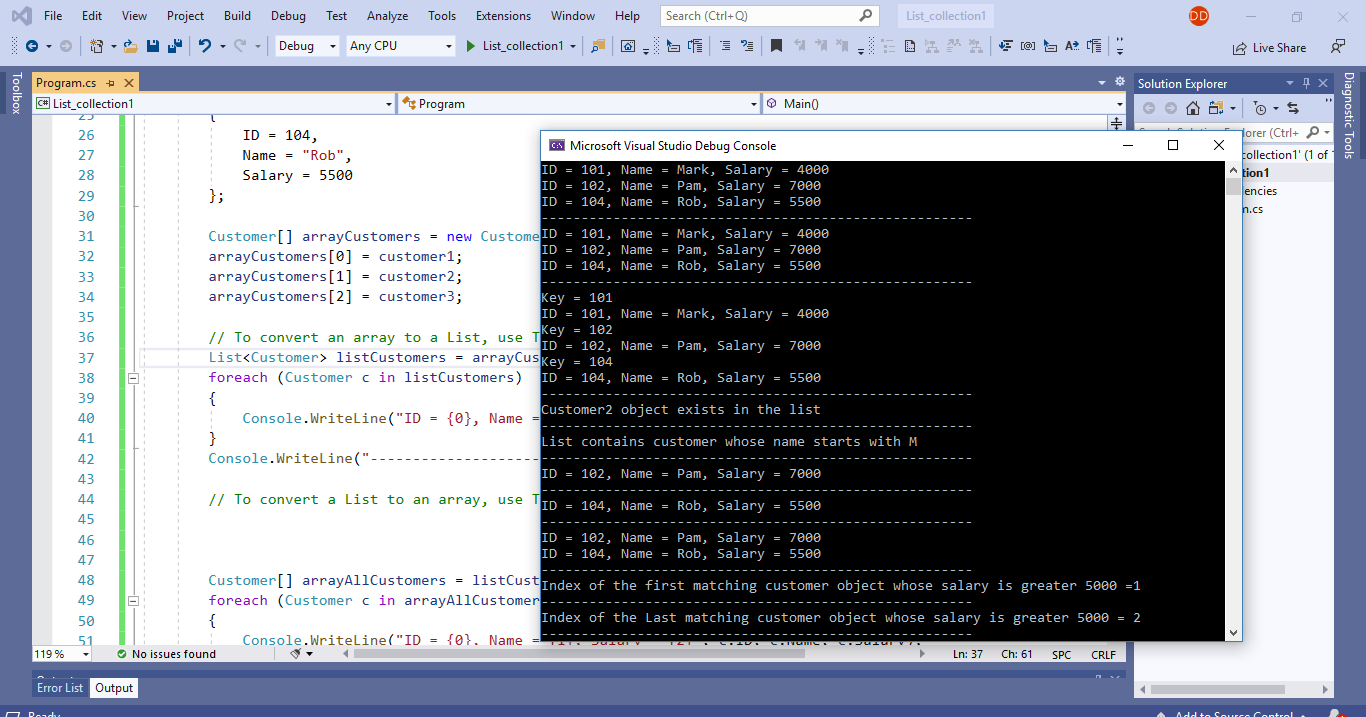 File Edit View Project Build Debug Test Analyze Tools Extensions Window Help Search (Ctrl+Q) List_collection1 DD
Debug Any CPU List_collection1 Live Share
Toolbox
Program.cs
List_collection1 Program Main()
25 {
26 ID = 104,
27 Name = "Rob",
28 Salary = 5500
29 };
30
31 Customer[] arrayCustomers = new Custome
32 arrayCustomers[0] = customer1;
33 arrayCustomers[1] = customer2;
34 arrayCustomers[2] = customer3;
35
36 // To convert an array to a List, use T
37 List<Customer> listCustomers = arrayCus
38 foreach (Customer c in listCustomers)
39 {
40 Console.WriteLine("ID = {0}, Name =
41 }
42 Console.WriteLine("--------------------
43
44 // To convert a List to an array, use T
45
46
47
48 Customer[] arrayAllCustomers = listCust
49 foreach (Customer c in arrayAllCustomer
50 {
51 Console.WriteLine("ID = {0}, Name =
119 % No issues found Ln: 37 Ch: 61 SPC CRLF
Error List Output
Ready Add to Source Control
Microsoft Visual Studio Debug Console
ID = 101, Name = Mark, Salary = 4000
ID = 102, Name = Pam, Salary = 7000
ID = 104, Name = Rob, Salary = 5500
------------------------------------------------------
ID = 101, Name = Mark, Salary = 4000
ID = 102, Name = Pam, Salary = 7000
ID = 104, Name = Rob, Salary = 5500
------------------------------------------------------
Key = 101
ID = 101, Name = Mark, Salary = 4000
Key = 102
ID = 102, Name = Pam, Salary = 7000
Key = 104
ID = 104, Name = Rob, Salary = 5500
------------------------------------------------------
Customer2 object exists in the list
------------------------------------------------------
List contains customer whose name starts with M
------------------------------------------------------
ID = 102, Name = Pam, Salary = 7000
------------------------------------------------------
ID = 104, Name = Rob, Salary = 5500
------------------------------------------------------
ID = 102, Name = Pam, Salary = 7000
ID = 104, Name = Rob, Salary = 5500
------------------------------------------------------
Index of the first matching customer object whose salary is greater 5000 =1
------------------------------------------------------
Index of the Last matching customer object whose salary is greater 5000 = 2
------------------------------------------------------
Solution Explorer
lorer (Ctrl+
collection1' (1 of 1
tion1
encies
m.cs
Diagnostic Tools